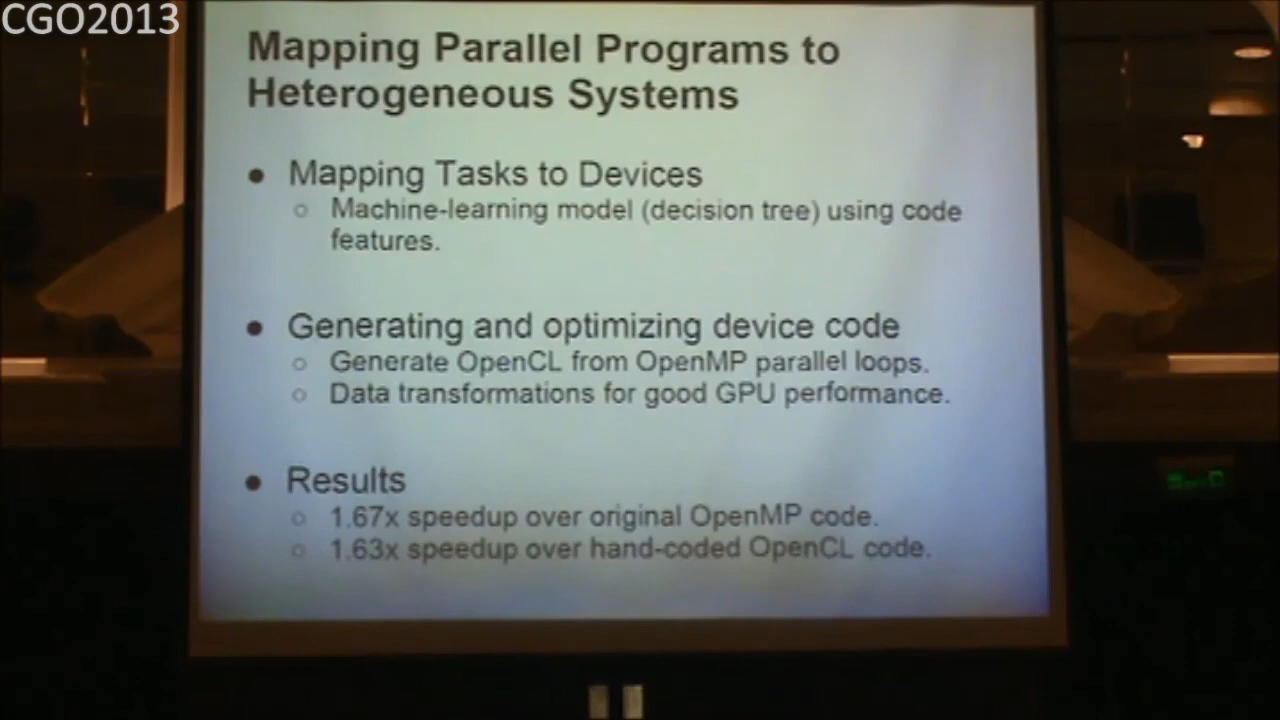 CGO2013
Mapping Parallel Programs to
Heterogeneous Systems
● Mapping Tasks to Devices
○ Machine-learning model (decision tree) using code
features.
● Generating and optimizing device code
○ Generate OpenCL from OpenMP parallel loops.
○ Data transformations for good GPU performance.
● Results
○ 1.67x speedup over original OpenMP code.
○ 1.63x speedup over hand-coded OpenCL code.